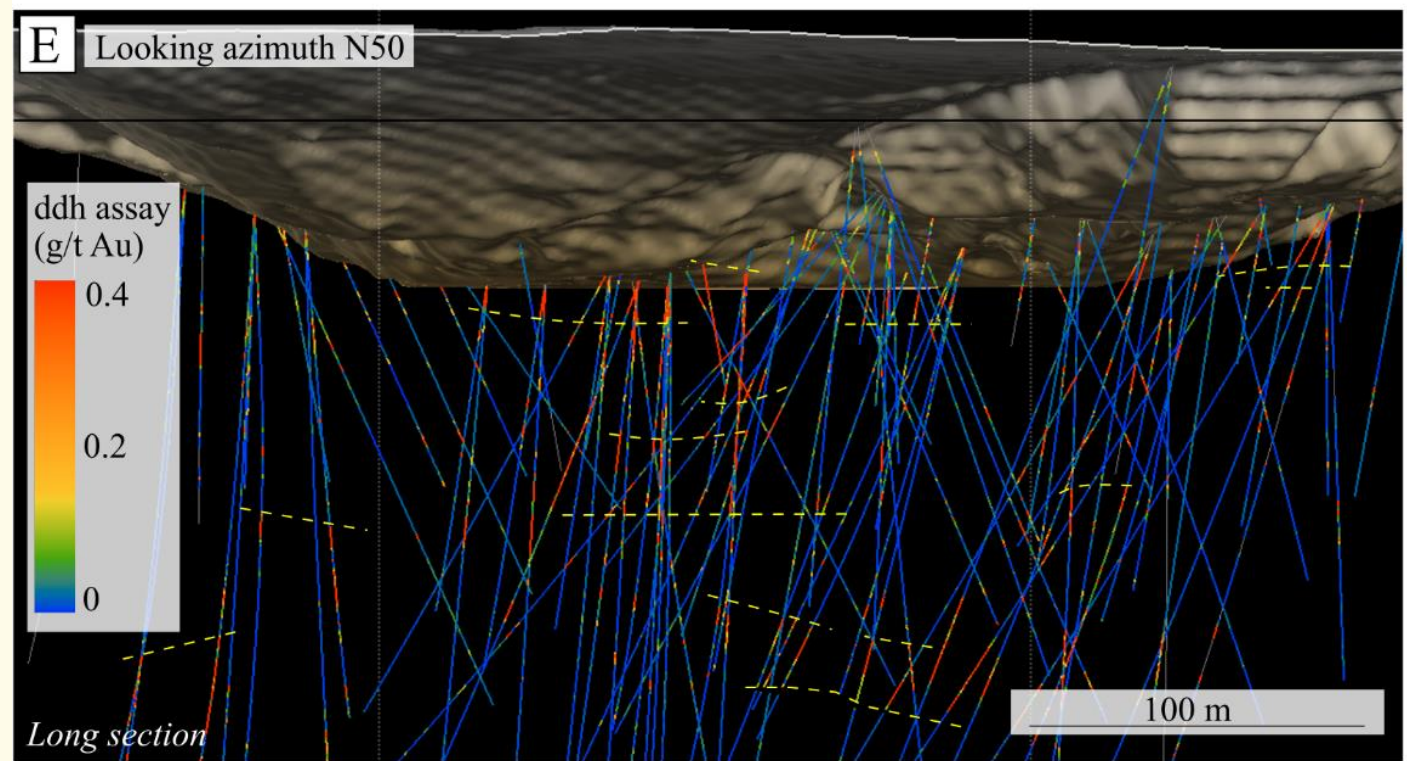 E
Looking azimuth N50
ddh assay
(g/t Au)
0.4
0.2
0
100 m
Long section